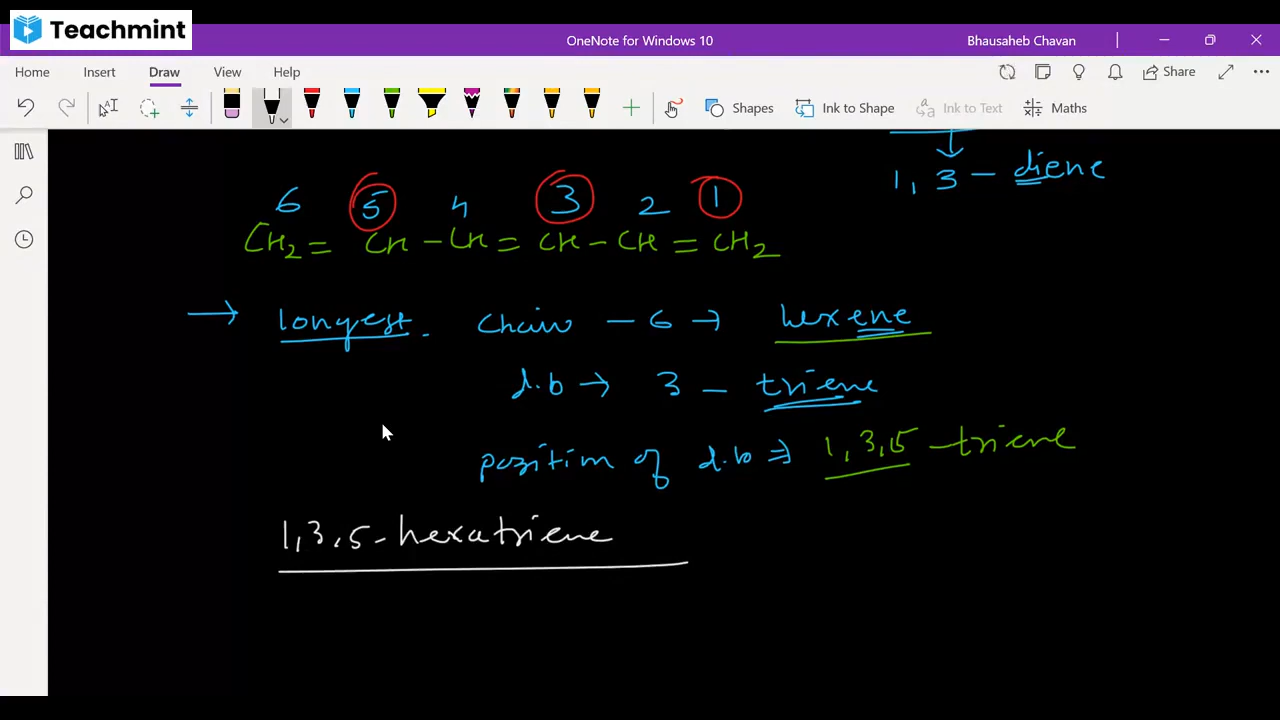 Teachmint
OneNote for Windows 10
Bhausaheb Chavan
Home Insert Draw View Help
Share
Shapes Ink to Shape Ink to Text Maths
1, 3 - diene
6 5 4 3 2 1
CH2 = CH - CH = CH - CH = CH2
→ longest. chain - 6 → hexene
d.b → 3 - triene
position of d.b ⇒ 1,3,5 - triene
1,3,5-hexatriene